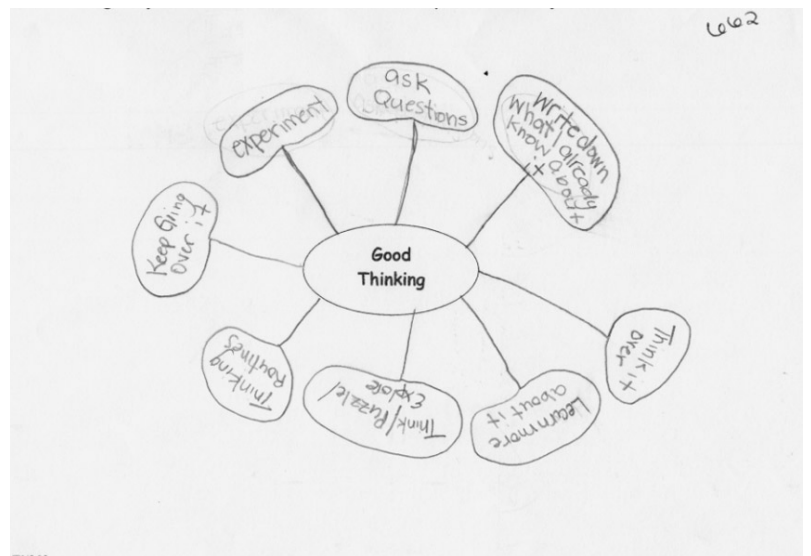 662
ask
Questions
experiment
Write down
what I already
know about
it
Keep Going
Over it
Good
Thinking
Think it
over
Thinking
Routines
Think/Puzzle/
Explore
Learn more
about it